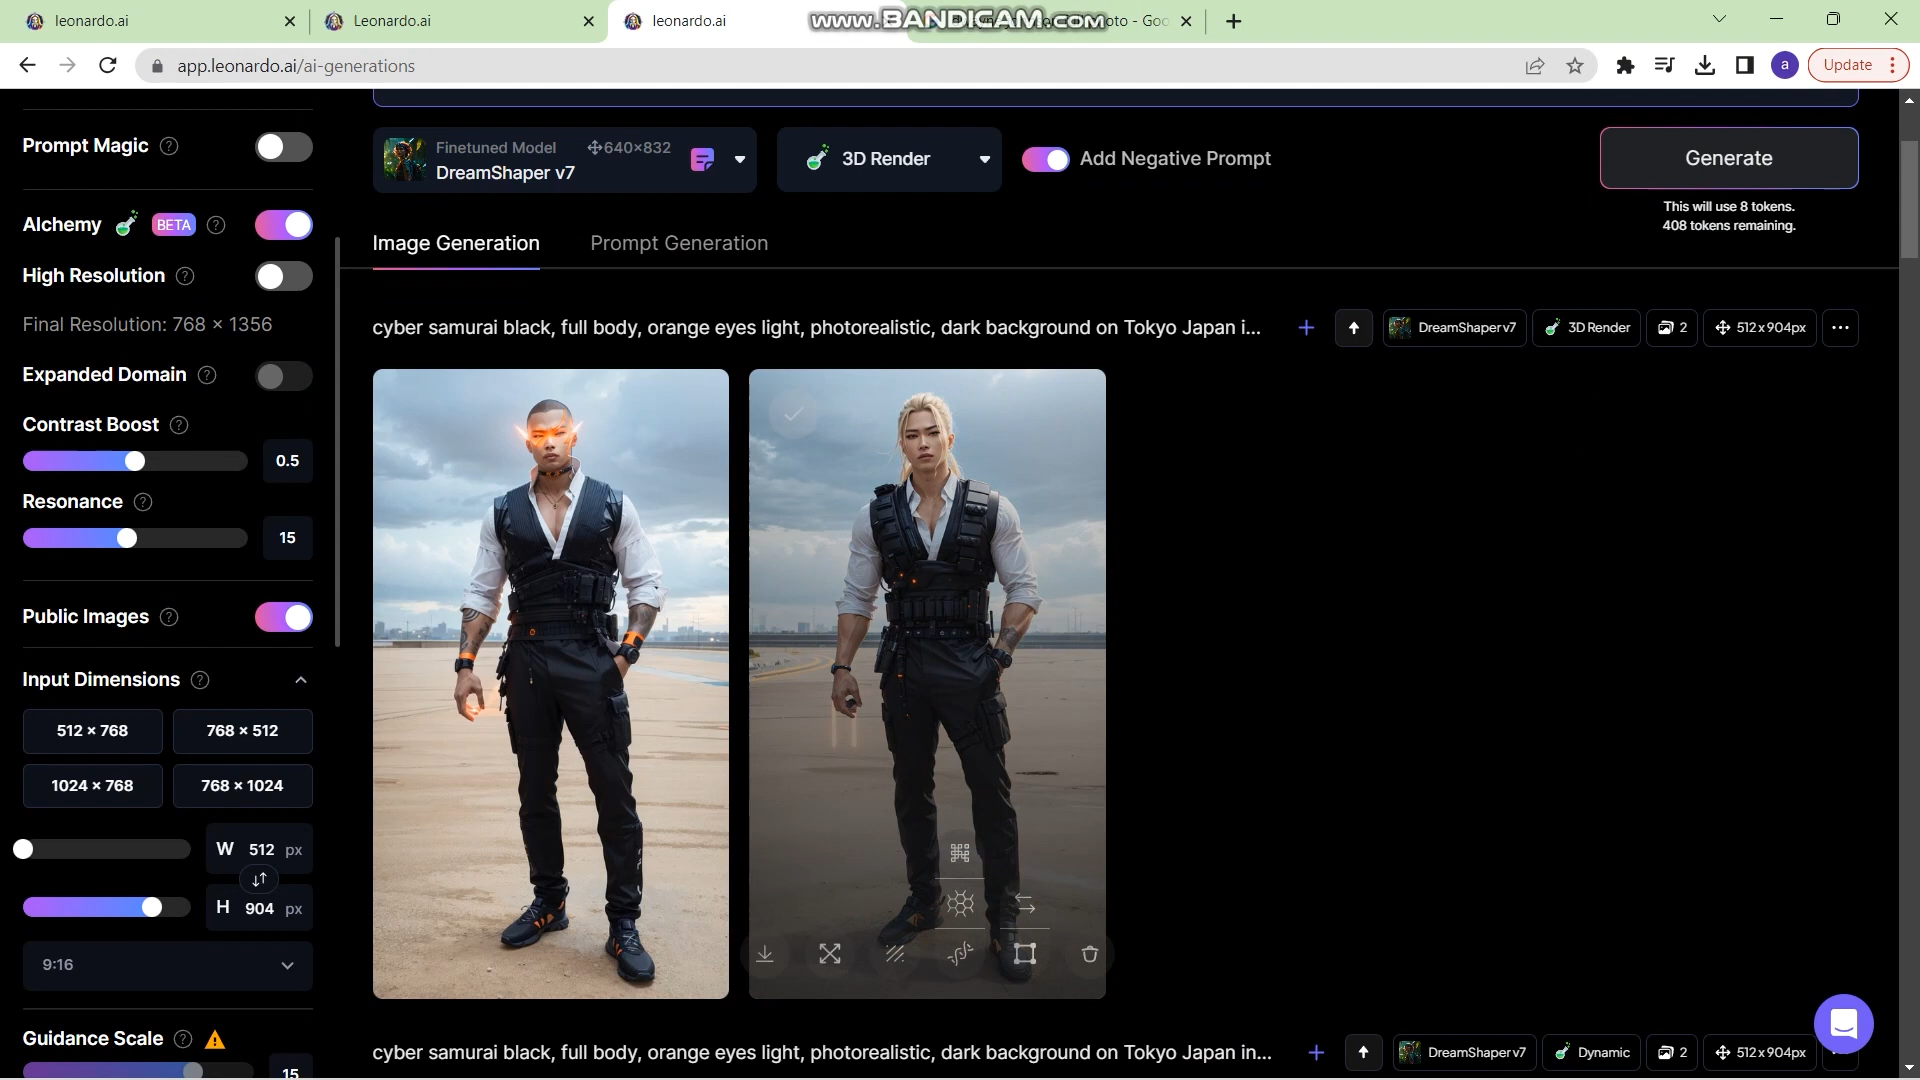 leonardo.ai
Leonardo.ai
leonardo.ai
www.BANDICAM.com
oto - Goo
app.leonardo.ai/ai-generations
a
Update
Prompt Magic
Alchemy
BETA
High Resolution
Final Resolution: 768 × 1356
Expanded Domain
Contrast Boost
0.5
Resonance
15
Public Images
Input Dimensions
512 × 768
768 × 512
1024 × 768
768 × 1024
W 512 px
H 904 px
9:16
Guidance Scale
15
Finetuned Model
640×832
DreamShaper v7
3D Render
Add Negative Prompt
Generate
This will use 8 tokens.
408 tokens remaining.
Image Generation
Prompt Generation
cyber samurai black, full body, orange eyes light, photorealistic, dark background on Tokyo Japan i...
DreamShaper v7
3D Render
2
512 x 904px
cyber samurai black, full body, orange eyes light, photorealistic, dark background on Tokyo Japan in...
DreamShaper v7
Dynamic
2
512 x 904px